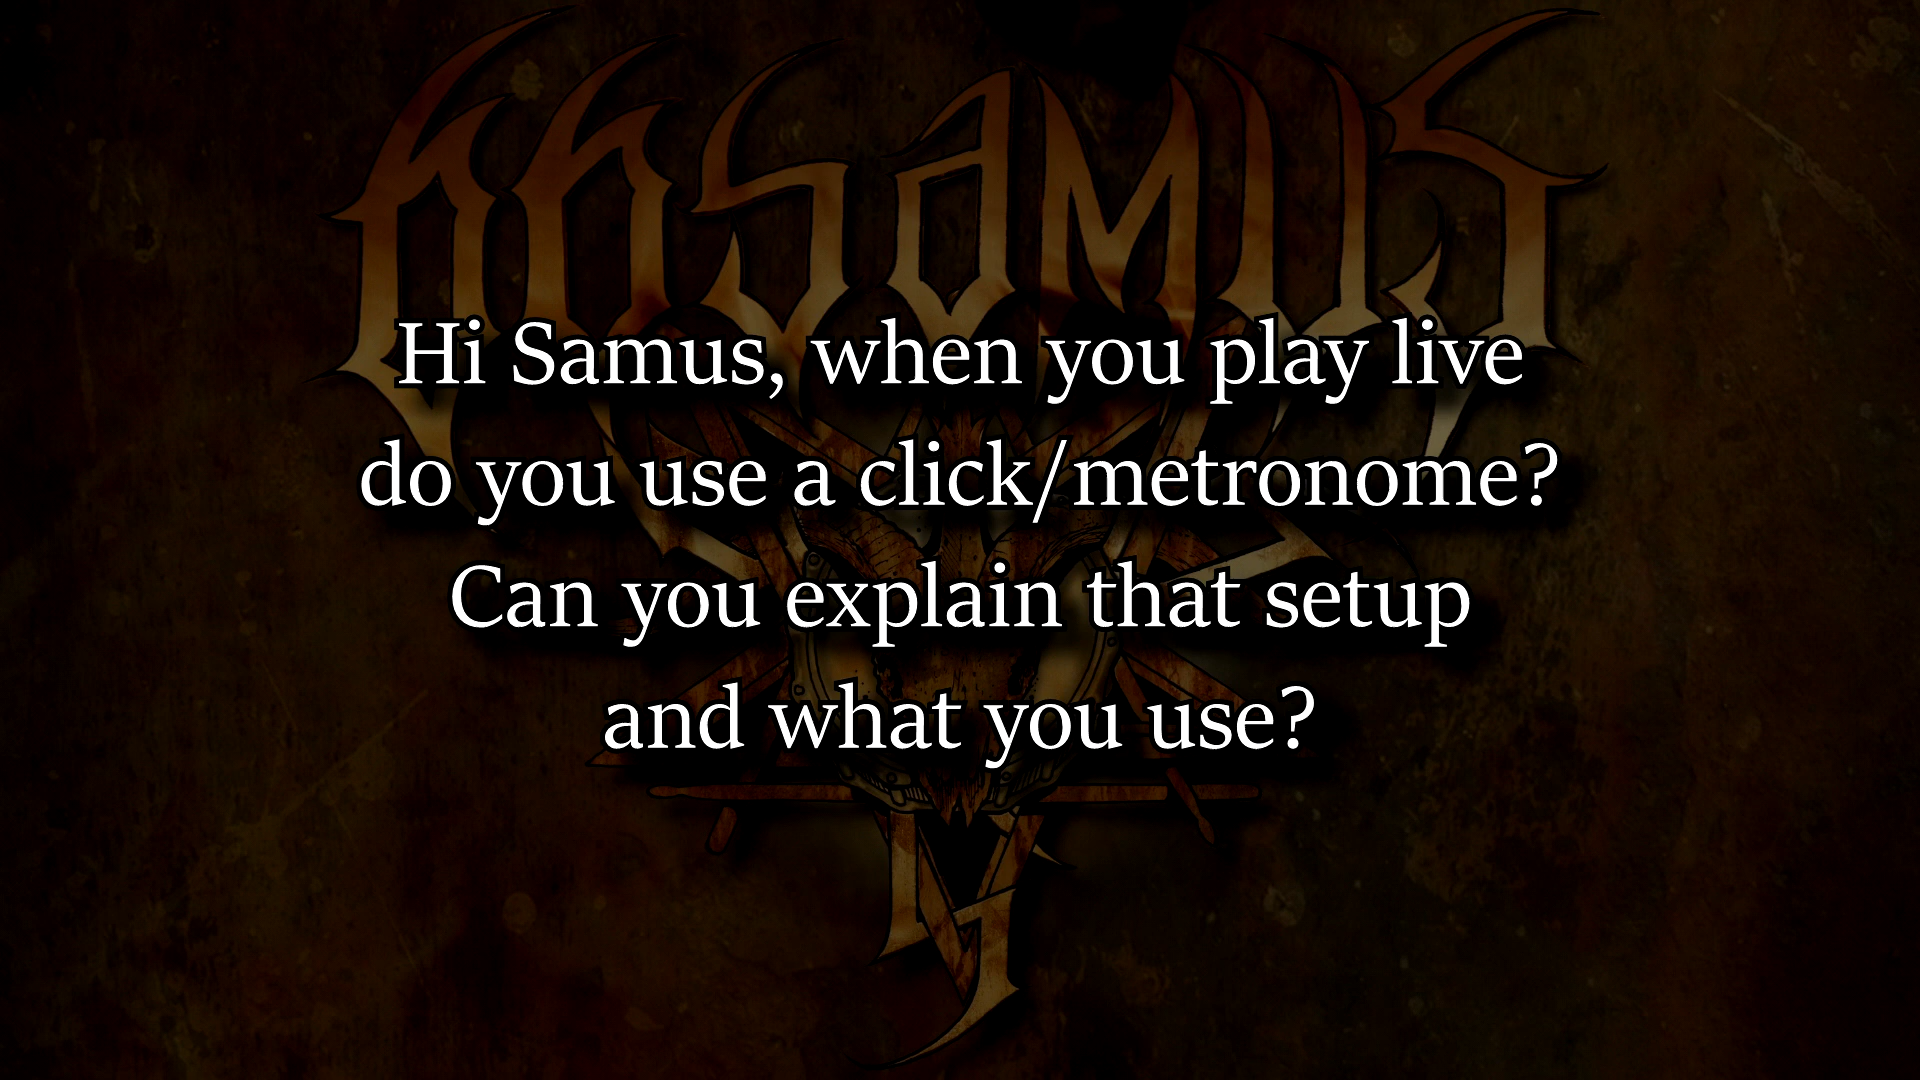 66Samus
Hi Samus, when you play live
do you use a click/metronome?
Can you explain that setup
and what you use?